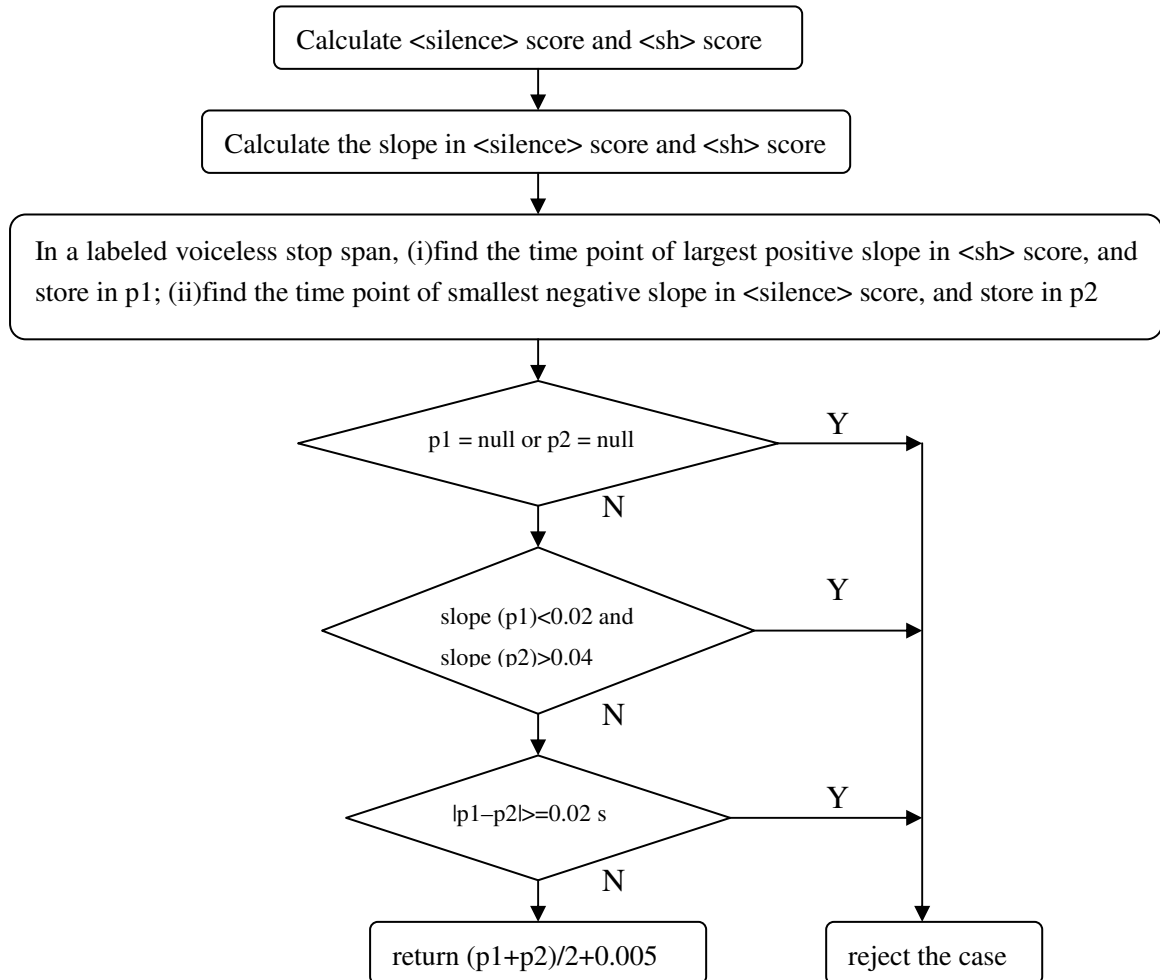 Calculate <silence> score and <sh> score
Calculate the slope in <silence> score and <sh> score
In a labeled voiceless stop span, (i)find the time point of largest positive slope in <sh> score, and
store in p1; (ii)find the time point of smallest negative slope in <silence> score, and store in p2
p1 = null or p2 = null
Y
N
slope (p1)<0.02 and
slope (p2)>0.04
Y
N
|p1–p2|>=0.02 s
Y
N
return (p1+p2)/2+0.005
reject the case